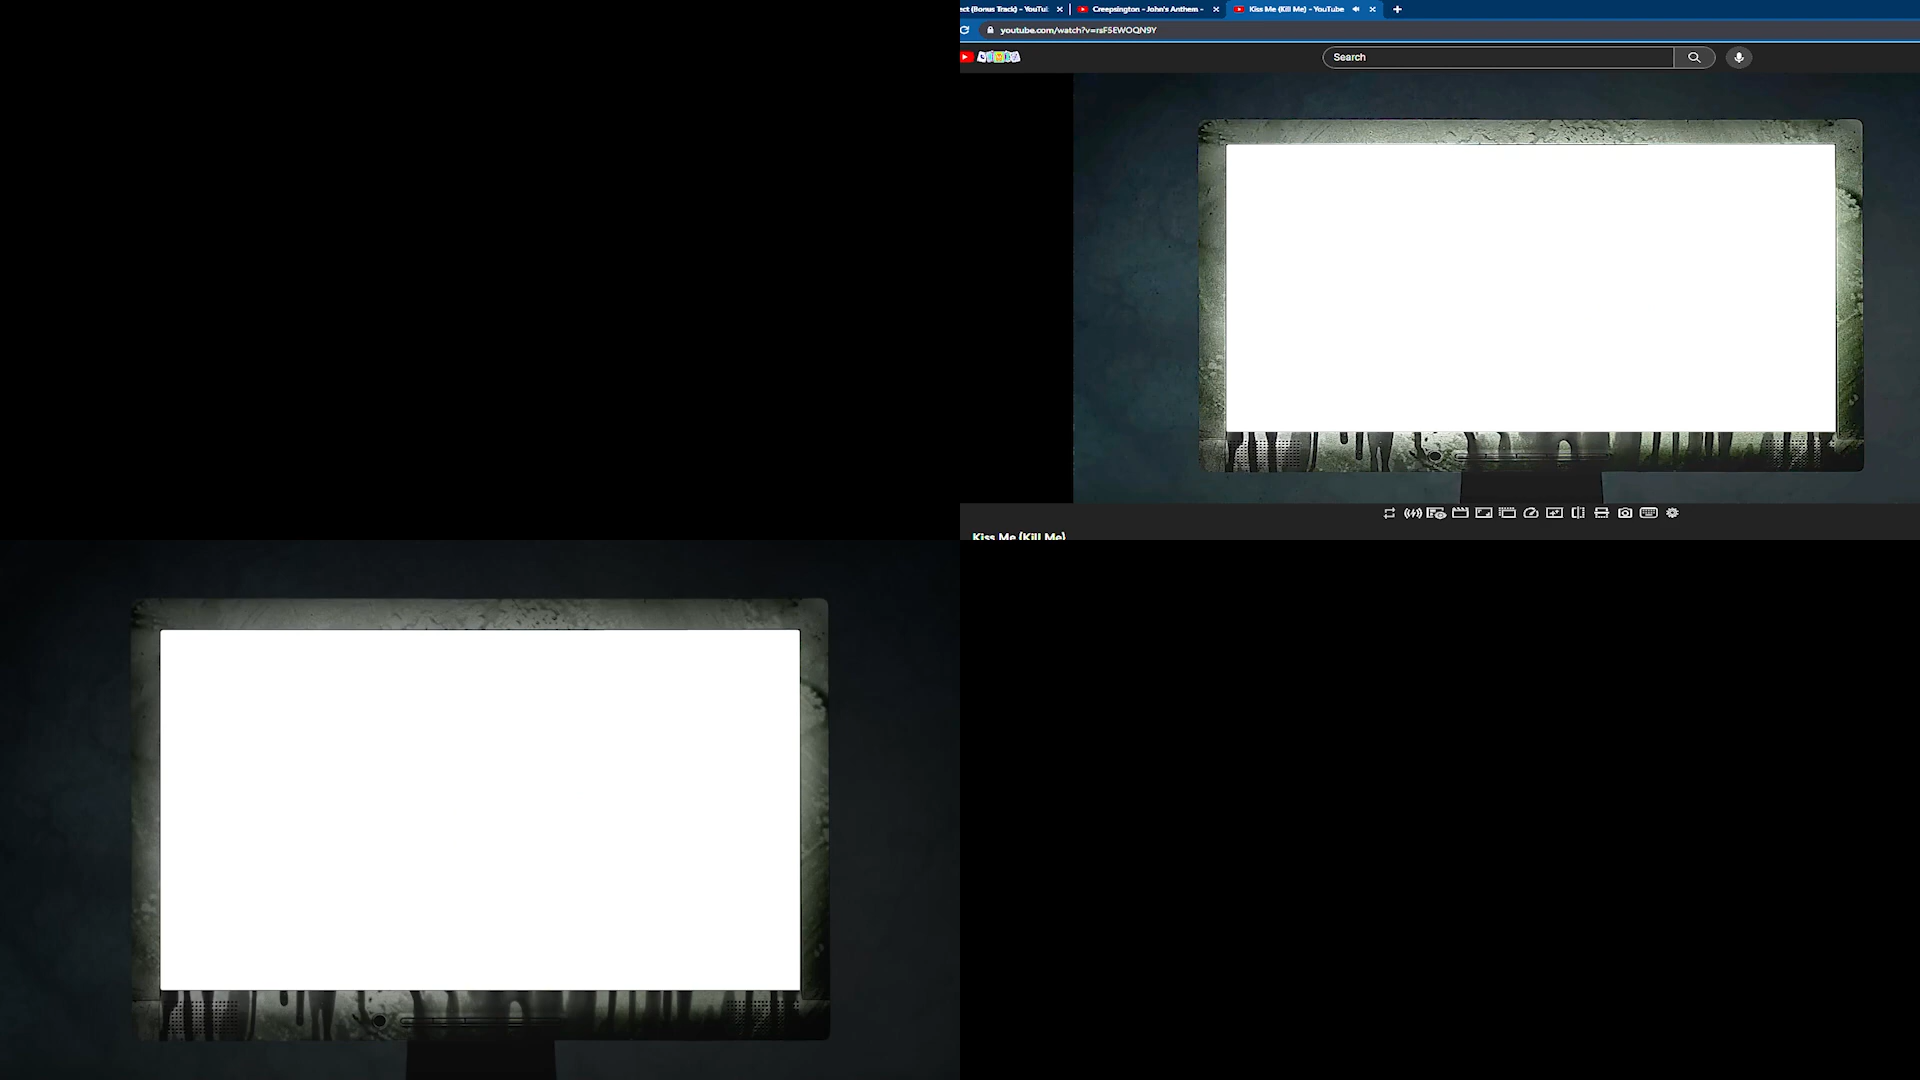 ect (Bonus Track) - YouTu
Creepsington - John's Anthem -
Kiss Me (Kill Me) - YouTube
youtube.com/watch?v=rsF5EWOQN9Y
Search
Kiss Me (Kill Me)